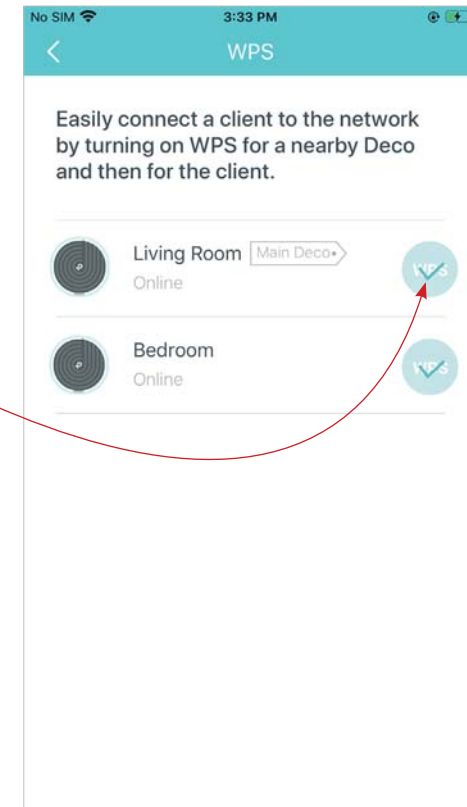 No SIM 3:33 PM
WPS
Easily connect a client to the network
by turning on WPS for a nearby Deco
and then for the client.
Living Room Main Deco
WPS
Online
Bedroom
WPS
Online